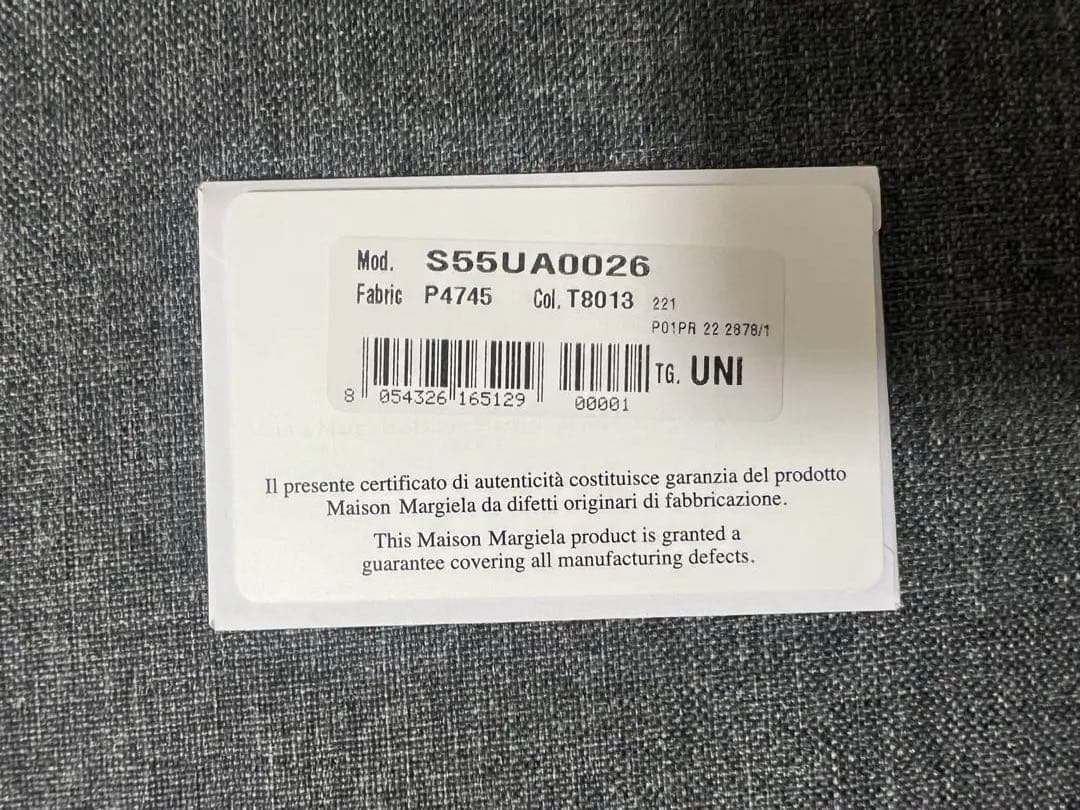 Mod. S55UA0026
Fabric P4745 Col. T8013 221
P01PR 22 2878/1
TG. UNI
8 054326 165129 00001
Il presente certificato di autenticità costituisce garanzia del prodotto
Maison Margiela da difetti originari di fabbricazione.
This Maison Margiela product is granted a
guarantee covering all manufacturing defects.